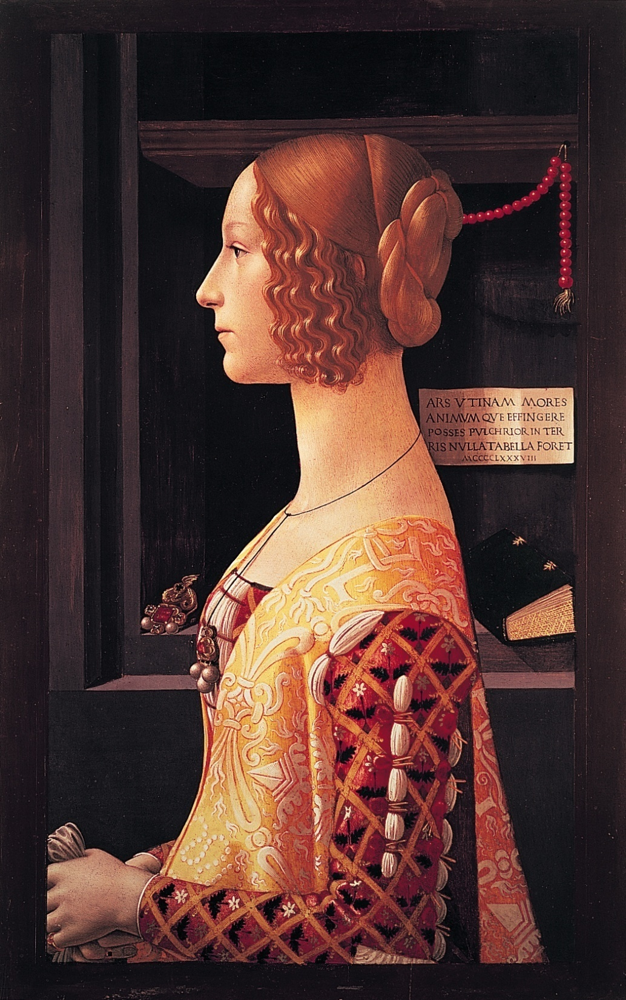 ARS VTINAM MORES
ANIMVM QVE EFFINGERE
POSSES PVLCHRIOR IN TER
RIS NVLLA TABELLA FORET
MCCCCLXXXVIII